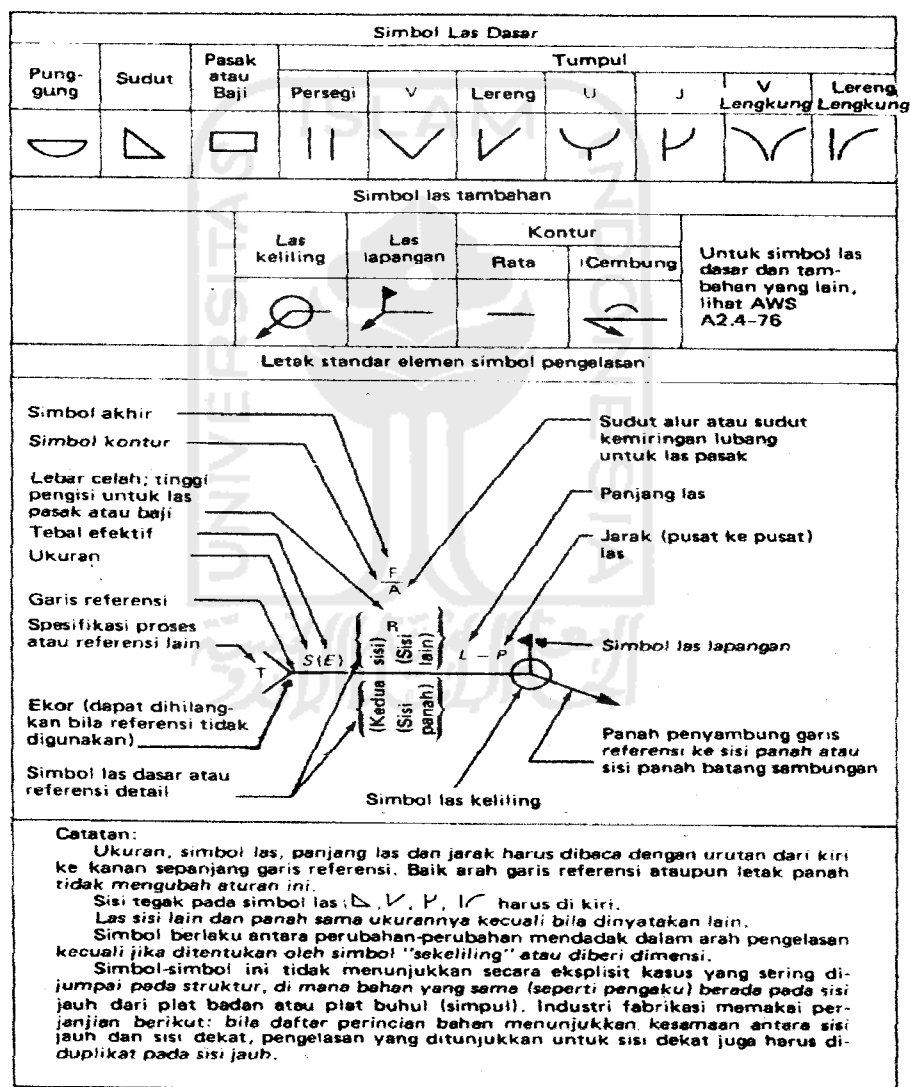 Simbol Las Dasar
Pung-
gung
Sudut
Pasak
atau
Baji
Tumpul
Persegi
V
Lereng
U
J
V
Lengkung
Lereng
Lengkung
Simbol las tambahan
Las
keliling
Las
lapangan
Kontur
Rata
Cembung
Untuk simbol las
dasar dan tam-
bahan yang lain,
lihat AWS
A2.4-76
Letak standar elemen simbol pengelasan
Simbol akhir
Simbol kontur
Lebar celah; tinggi
pengisi untuk las
pasak atau baji
Tebal efektif
Ukuran
Garis referensi
Spesifikasi proses
atau referensi lain
Ekor (dapat dihilang-
kan bila referensi tidak
digunakan)
Simbol las dasar atau
referensi detail
T
S(E)
F
A
R
(Sisi
lain)
(Kedua sisi)
(Sisi
panah)
L – P
Sudut alur atau sudut
kemiringan lubang
untuk las pasak
Panjang las
Jarak (pusat ke pusat)
las
Simbol las lapangan
Panah penyambung garis
referensi ke sisi panah atau
sisi panah batang sambungan
Simbol las keliling
Catatan:
Ukuran, simbol las, panjang las dan jarak harus dibaca dengan urutan dari kiri
ke kanan sepanjang garis referensi. Baik arah garis referensi ataupun letak panah
tidak mengubah aturan ini.
Sisi tegak pada simbol las , , , harus di kiri.
Las sisi lain dan panah sama ukurannya kecuali bila dinyatakan lain.
Simbol berlaku antara perubahan-perubahan mendadak dalam arah pengelasan
kecuali jika ditentukan oleh simbol "sekeliling" atau diberi dimensi.
Simbol-simbol ini tidak menunjukkan secara eksplisit kasus yang sering di-
jumpai pada struktur, di mana bahan yang sama (seperti pengaku) berada pada sisi
jauh dari plat badan atau plat buhul (simpul). Industri fabrikasi memakai per-
janjian berikut: bila daftar perincian bahan menunjukkan kesamaan antara sisi
jauh dan sisi dekat, pengelasan yang ditunjukkan untuk sisi dekat juga harus di-
duplikat pada sisi jauh.
UNIVERSITAS
ISLAM
INDONESIA